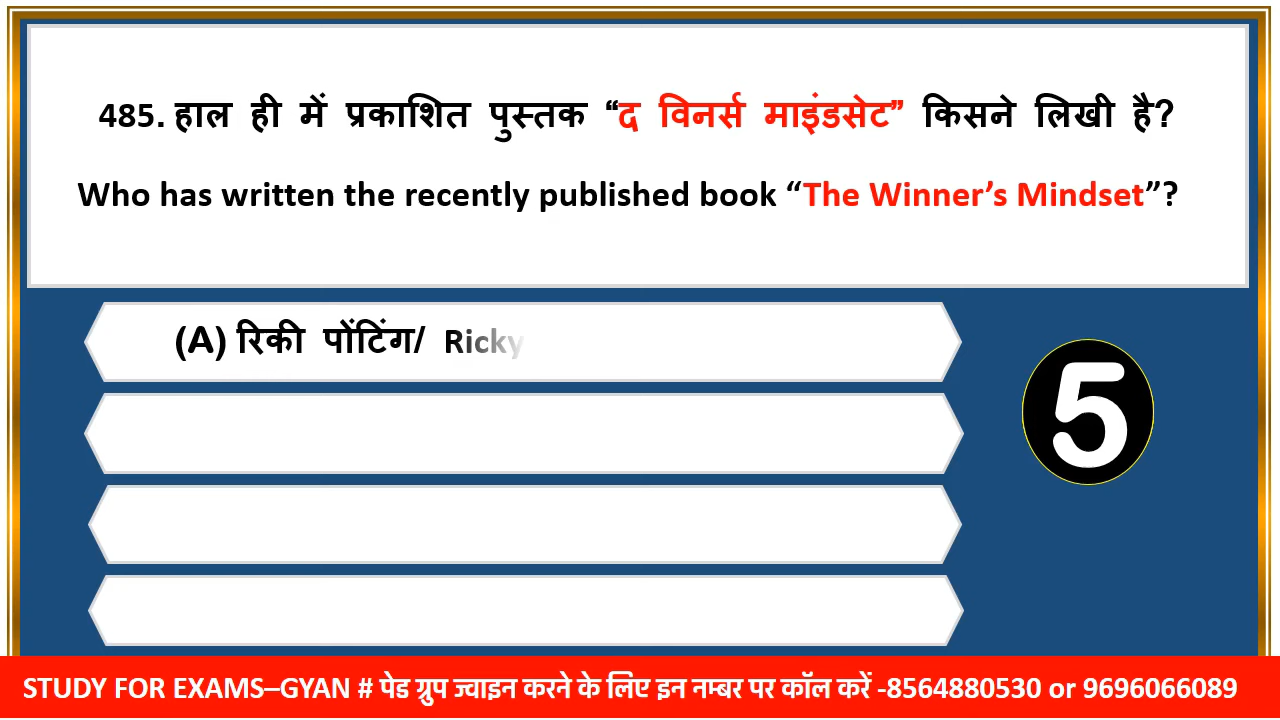 485. हाल ही में प्रकाशित पुस्तक “द विनर्स माइंडसेट” किसने लिखी है?
Who has written the recently published book “The Winner’s Mindset”?
(A) रिकी पोंटिंग/ Ricky
5
STUDY FOR EXAMS–GYAN # पेड ग्रुप ज्वाइन करने के लिए इन नम्बर पर कॉल करें -8564880530 or 9696066089